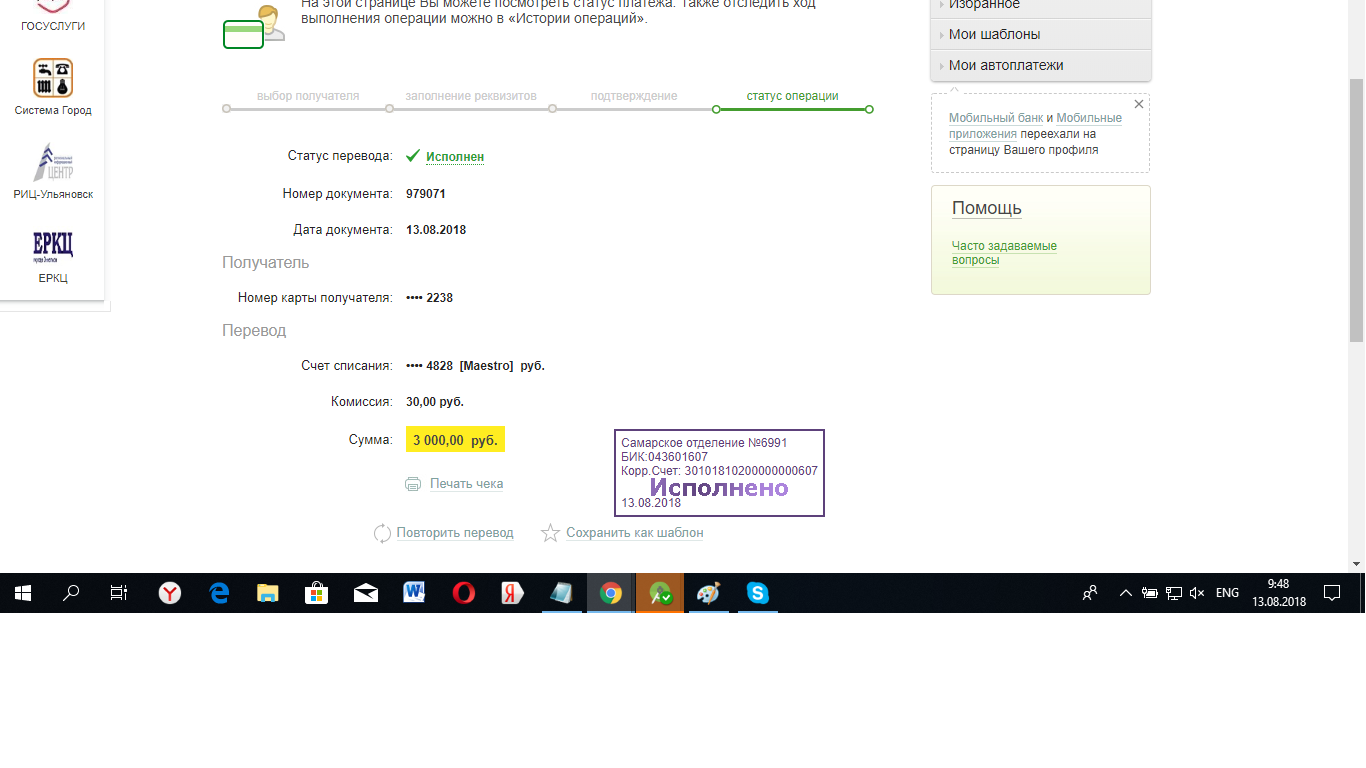 На этой странице Вы можете посмотреть статус платежа. Также отследить ход
выполнения операции можно в «Истории операций».
ГОСУСЛУГИ
Система Город
ЦЕНТР
РИЦ-Ульяновск
ЕРКЦ
ЕРКЦ
выбор получателя
заполнение реквизитов
подтверждение
статус операции
Статус перевода: Исполнен
Номер документа: 979071
Дата документа: 13.08.2018
Получатель
Номер карты получателя: •••• 2238
Перевод
Счет списания: •••• 4828 [Maestro] руб.
Комиссия: 30,00 руб.
Сумма: 3 000,00 руб.
Самарское отделение №6991
БИК:043601607
Корр.Счет: 30101810200000000607
Исполнено
13.08.2018
Печать чека
Повторить перевод
Сохранить как шаблон
Избранное
Мои шаблоны
Мои автоплатежи
Мобильный банк и Мобильные
приложения переехали на
страницу Вашего профиля
Помощь
Часто задаваемые
вопросы
ENG
9:48
13.08.2018